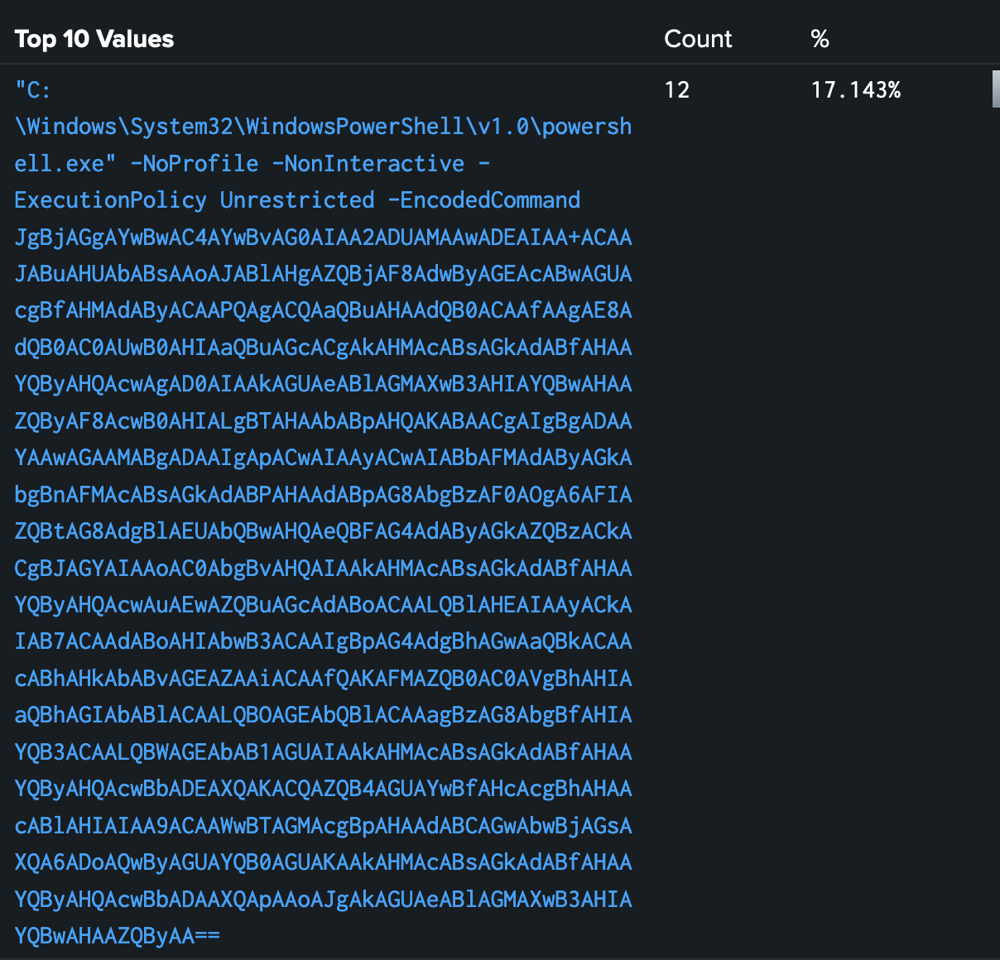 Top 10 Values Count %
"C: 12 17.143%
\Windows\System32\WindowsPowerShell\v1.0\powersh
ell.exe" -NoProfile -NonInteractive -
ExecutionPolicy Unrestricted -EncodedCommand
JgBjAGgAYwBwAC4AYwBvAG0AIAA2ADUAMAAwADEAIAA+ACAA
JABuAHUAbABsAAoAJABlAHgAZQBjAF8AdwByAGEAcABwAGUA
cgBfAHMAdAByACAAPQAgACQAaQBuAHAAdQB0ACAAfAAgAE8A
dQB0AC0AUwB0AHIAaQBuAGcACgAkAHMAcABsAGkAdABfAHAA
YQByAHQAcwAgAD0AIAAkAGUAeABlAGMAXwB3AHIAYQBwAHAA
ZQByAF8AcwB0AHIALgBTAHAAbABpAHQAKABAACgAIgBgADAA
YAAwAGAAMABgADAAIgApACwAIAAyACwAIABbAFMAdAByAGkA
bgBnAFMAcABsAGkAdABPAHAAdABpAG8AbgBzAF0AOgA6AFIA
ZQBtAG8AdgBlAEUAbQBwAHQAeQBFAG4AdAByAGkAZQBzACkA
CgBJAGYAIAAoAC0AbgBvAHQAIAAkAHMAcABsAGkAdABfAHAA
YQByAHQAcwAuAEwAZQBuAGcAdABoACAALQBlAHEAIAAyACkA
IAB7ACAAdABoAHIAbwB3ACAAIgBpAG4AdgBhAGwAaQBkACAA
cABhAHkAbABvAGEAZAAiACAAfQAKAFMAZQB0AC0AVgBhAHIA
aQBhAGIAbABlACAALQBOAGEAbQBlACAAagBzAG8AbgBfAHIA
YQB3ACAALQBWAGEAbAB1AGUAIAAkAHMAcABsAGkAdABfAHAA
YQByAHQAcwBbADEAXQAKACQAZQB4AGUAYwBfAHcAcgBhAHAA
cABlAHIAIAA9ACAAWwBTAGMAcgBpAHAAdABCAGwAbwBjAGsA
XQA6ADoAQwByAGUAYQB0AGUAKAAkAHMAcABsAGkAdABfAHAA
YQByAHQAcwBbADAAXQApAAoAJgAkAGUAeABlAGMAXwB3AHIA
YQBwAHAAZQByAA==